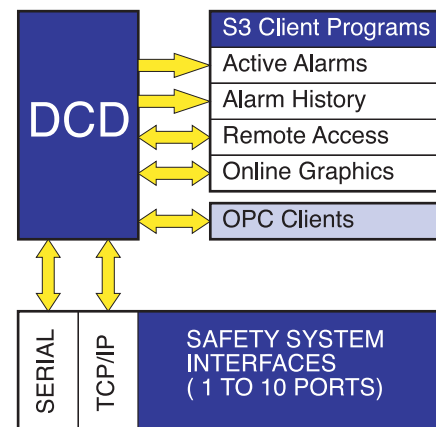 DCD
S3 Client Programs
Active Alarms
Alarm History
Remote Access
Online Graphics
OPC Clients
SERIAL
TCP/IP
SAFETY SYSTEM
INTERFACES
( 1 TO 10 PORTS)